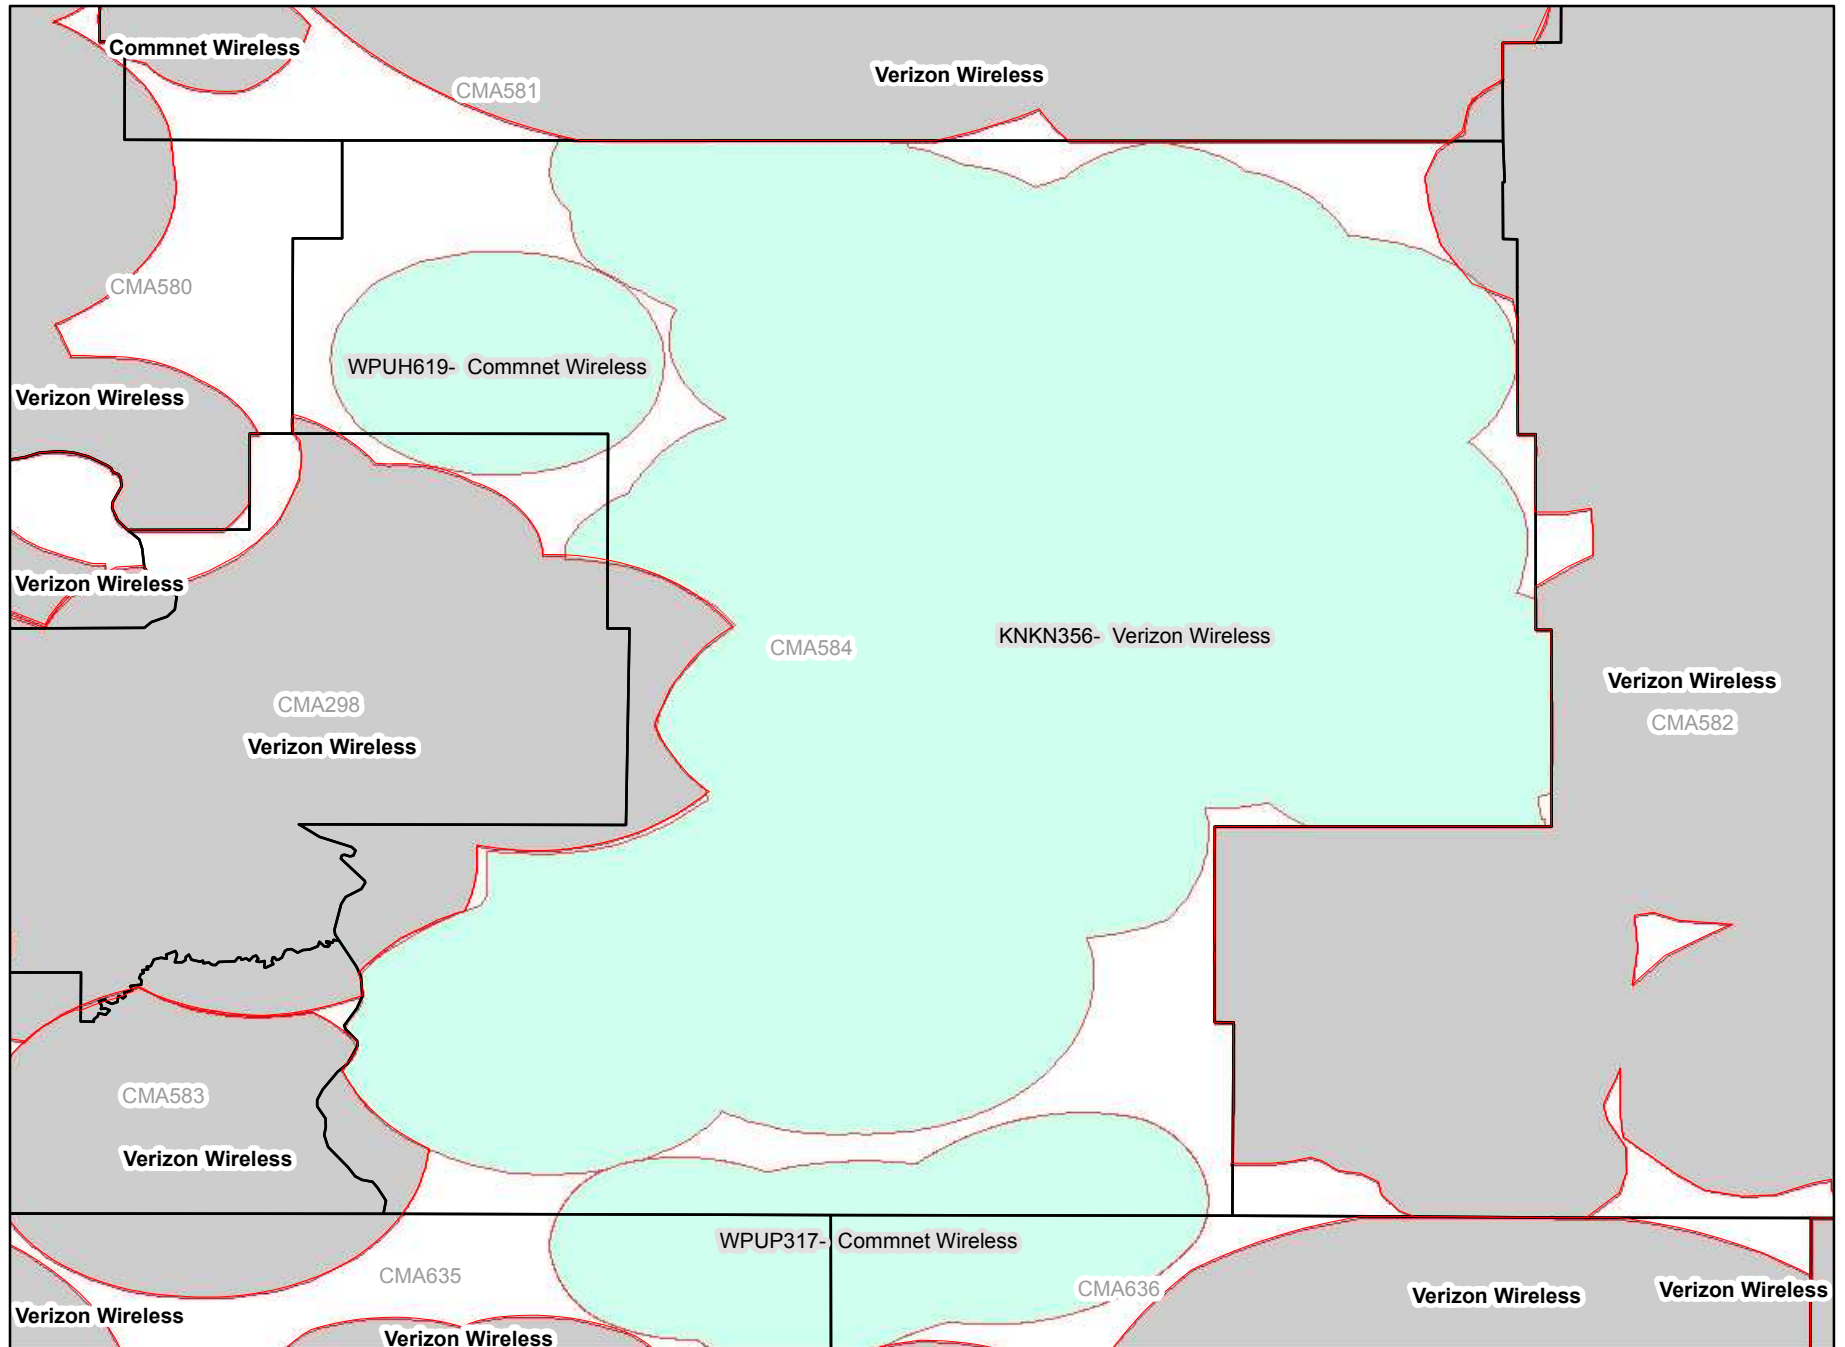 Commnet Wireless
Verizon Wireless
CMA581
CMA580
WPUH619- Commnet Wireless
Verizon Wireless
Verizon Wireless
KNKN356- Verizon Wireless
CMA584
Verizon Wireless
CMA298
CMA582
Verizon Wireless
CMA583
Verizon Wireless
WPUP317- Commnet Wireless
CMA635
CMA636
Verizon Wireless
Verizon Wireless
Verizon Wireless
Verizon Wireless